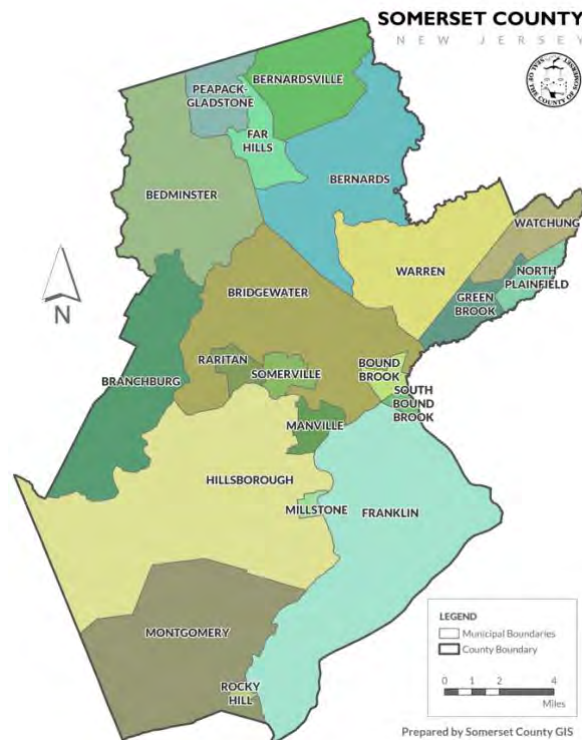 SOMERSET COUNTY
NEW JERSEY
BERNARDSVILLE
PEAPACK-
GLADSTONE
FAR
HILLS
BEDMINSTER
BERNARDS
WATCHUNG
WARREN
NORTH
PLAINFIELD
GREEN
BROOK
BRIDGEWATER
N
RARITAN
SOMERVILLE
BOUND
BROOK
BRANCHBURG
SOUTH
BOUND
BROOK
MANVILLE
HILLSBOROUGH
MILLSTONE
FRANKLIN
MONTGOMERY
ROCKY
HILL
LEGEND
Municipal Boundaries
County Boundary
0 1 2 4
Miles
Prepared by Somerset County GIS